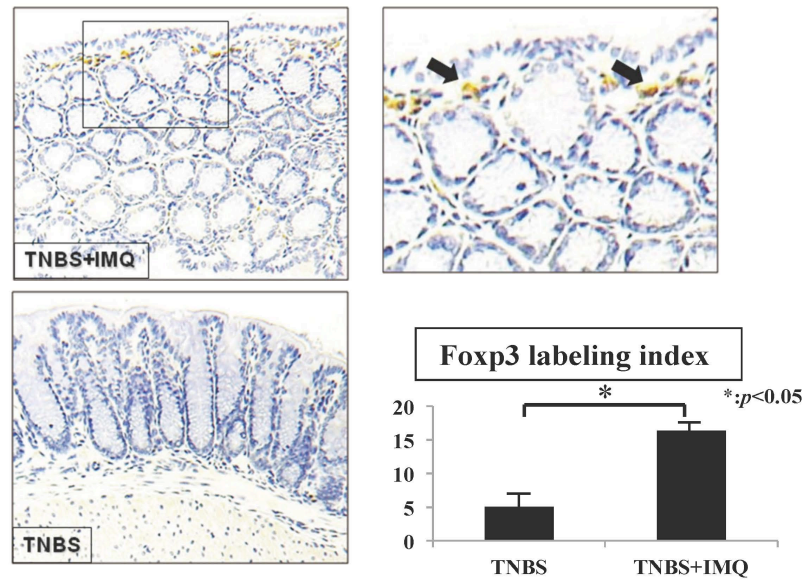 TNBS+IMQ
TNBS
Foxp3 labeling index
*:p<0.05
*
20
15
10
5
0
TNBS
TNBS+IMQ